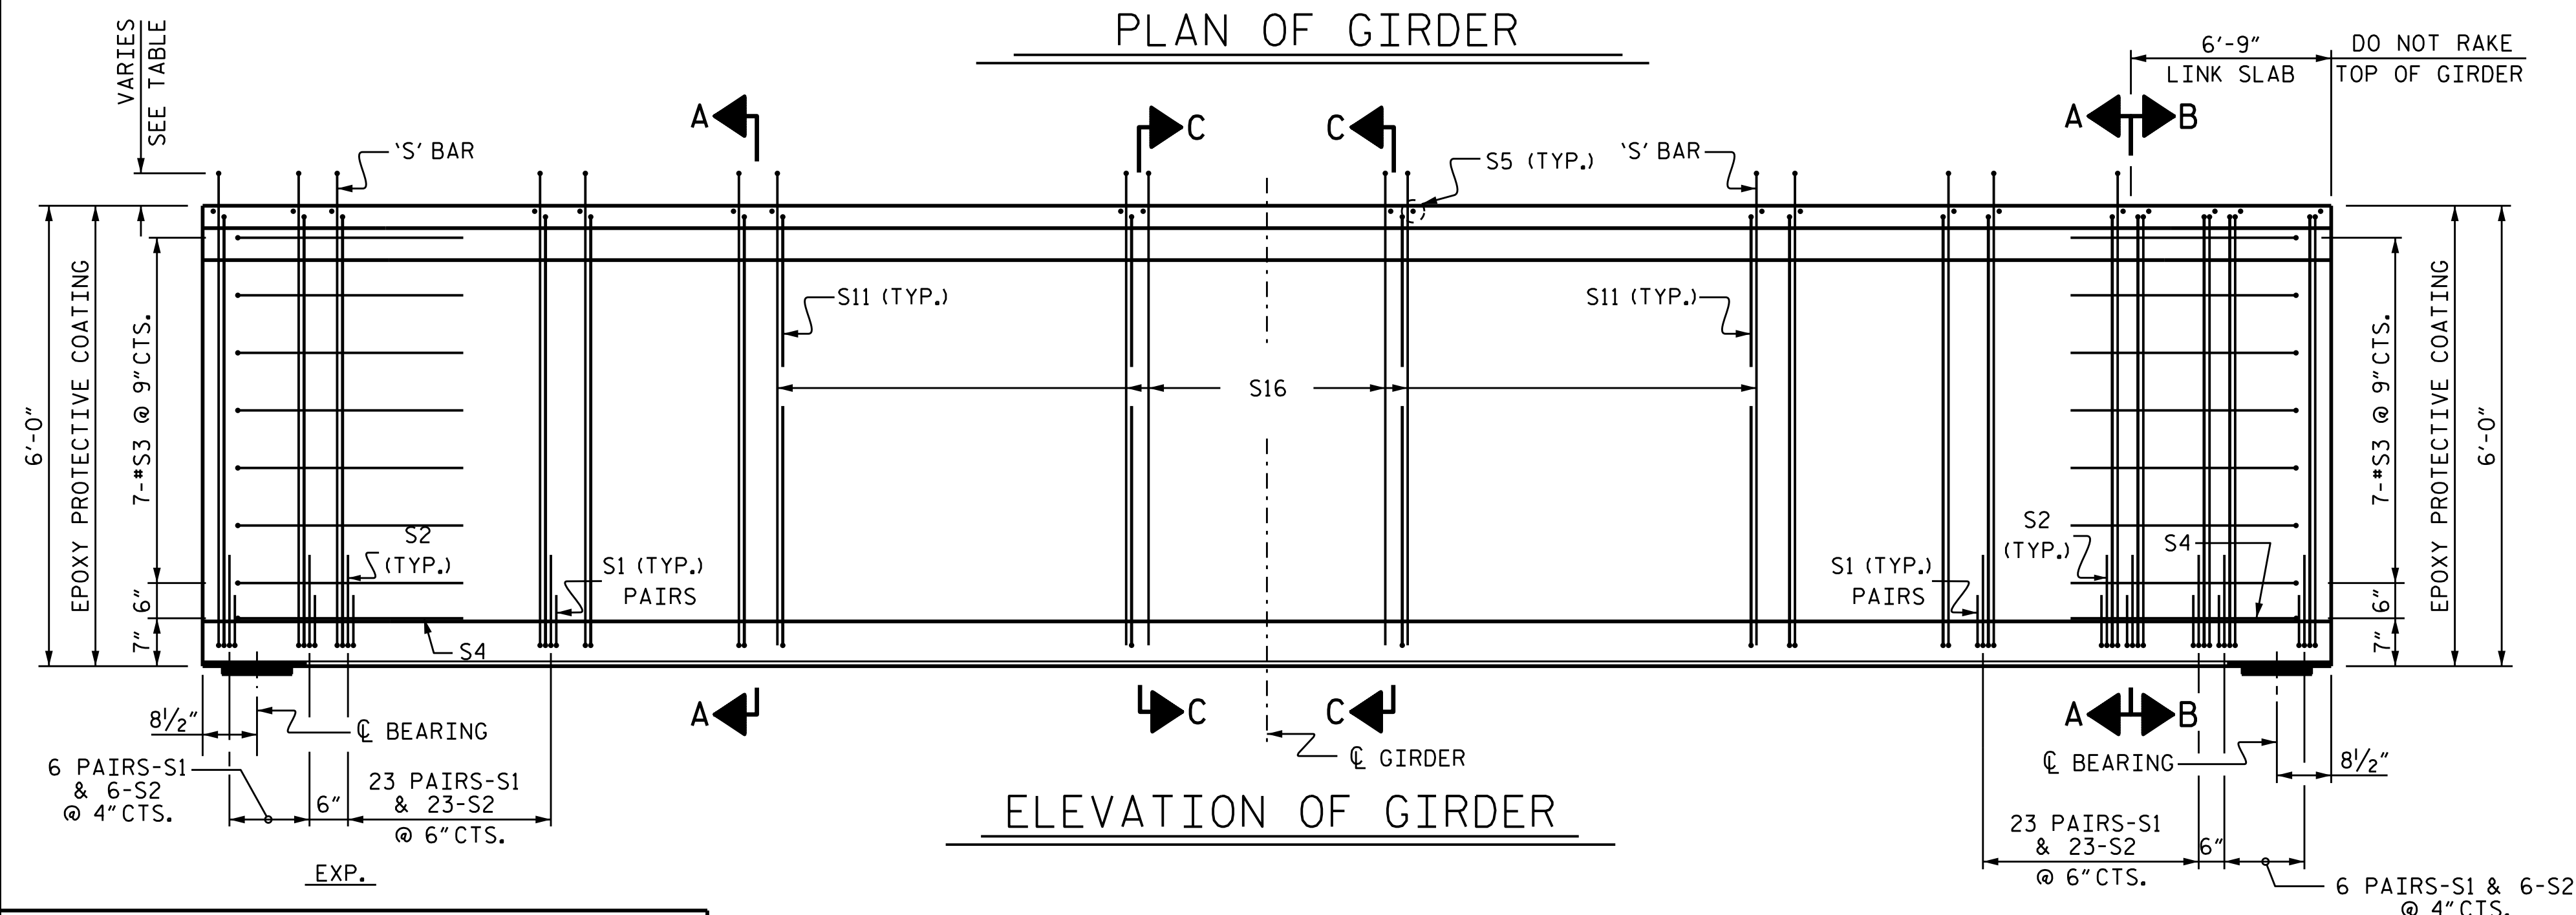 PLAN OF GIRDER
VARIES
SEE TABLE
6'-9"
LINK SLAB
DO NOT RAKE
TOP OF GIRDER
A
C
C
A
B
'S' BAR
S5 (TYP.)
'S' BAR
6'-0"
EPOXY PROTECTIVE COATING
7-#S3 @ 9"CTS.
6"
7"
S11 (TYP.)
S11 (TYP.)
S16
S2
(TYP.)
S4
S1 (TYP.)
PAIRS
S1 (TYP.)
PAIRS
S2
(TYP.)
S4
7-#S3 @ 9"CTS.
6"
7"
EPOXY PROTECTIVE COATING
6'-0"
A
C
C
A
B
8½"
℄ BEARING
℄ GIRDER
℄ BEARING
8½"
6 PAIRS-S1
& 6-S2
@ 4"CTS.
6"
23 PAIRS-S1
& 23-S2
@ 6"CTS.
EXP.
ELEVATION OF GIRDER
23 PAIRS-S1
& 23-S2
@ 6"CTS.
6"
6 PAIRS-S1 & 6-S2
@ 4"CTS.